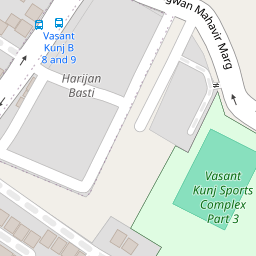 gwan Mahavir Marg
Vasant
Kunj B
8 and 9
Harijan
Basti
Vasant
Kunj Sports
Complex
Part 3